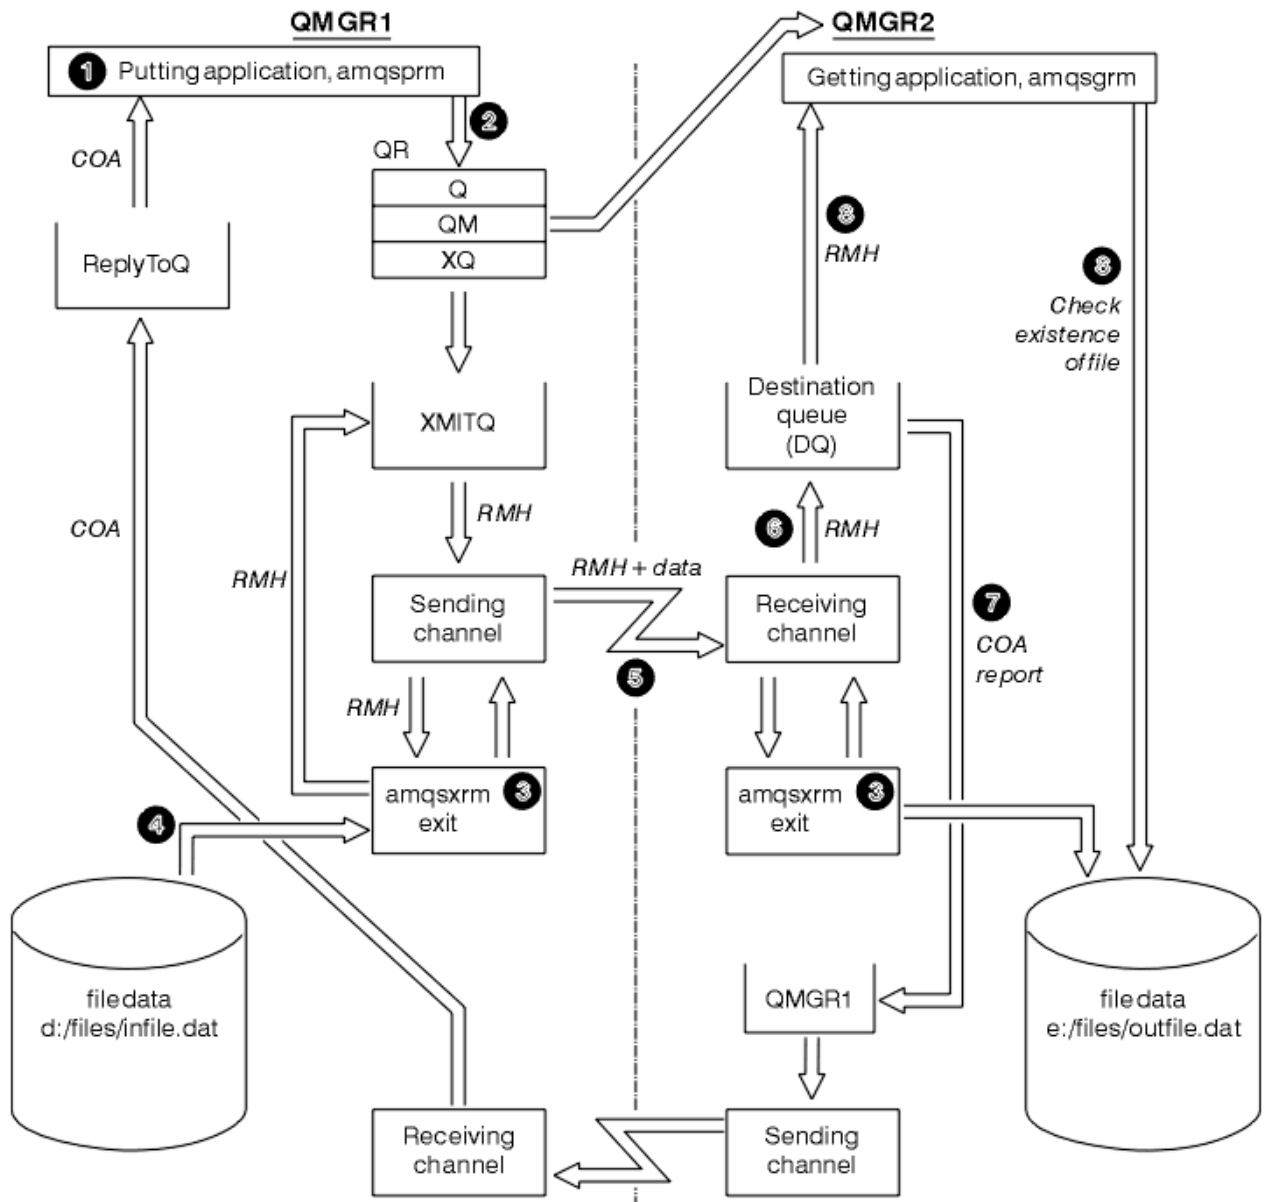 QMGR1
QMGR2
1 Putting application, amqsprm
Getting application, amqsgrm
2
COA
QR
Q
QM
XQ
ReplyToQ
8
RMH
8
Check
existence
of file
XMITQ
Destination
queue
(DQ)
RMH
6 RMH
COA
RMH
RMH + data
Sending
channel
Receiving
channel
7
COA
report
5
RMH
amqsxrm
exit
3
amqsxrm
exit
3
4
file data
d:/files/infile.dat
QMGR1
file data
e:/files/outfile.dat
Receiving
channel
Sending
channel